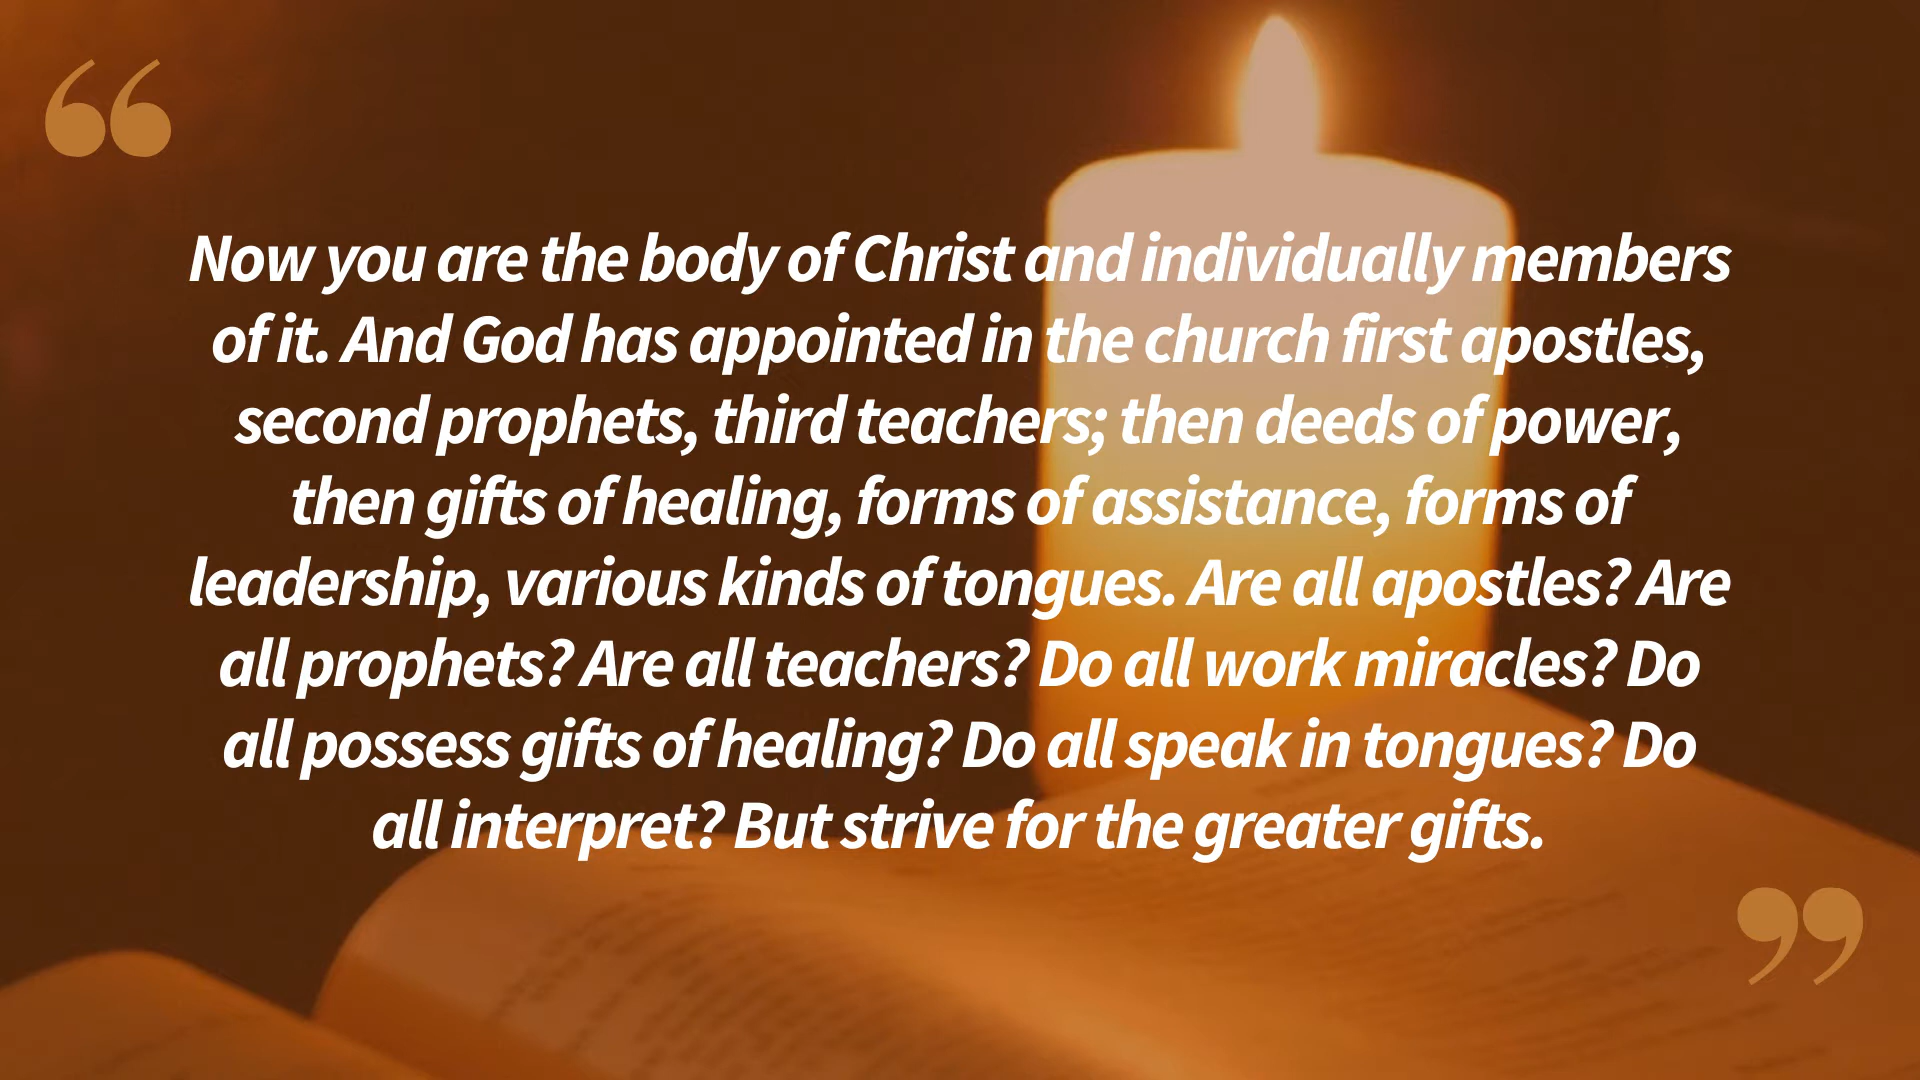 “
Now you are the body of Christ and individually members
of it. And God has appointed in the church first apostles,
second prophets, third teachers; then deeds of power,
then gifts of healing, forms of assistance, forms of
leadership, various kinds of tongues. Are all apostles? Are
all prophets? Are all teachers? Do all work miracles? Do
all possess gifts of healing? Do all speak in tongues? Do
all interpret? But strive for the greater gifts.
”